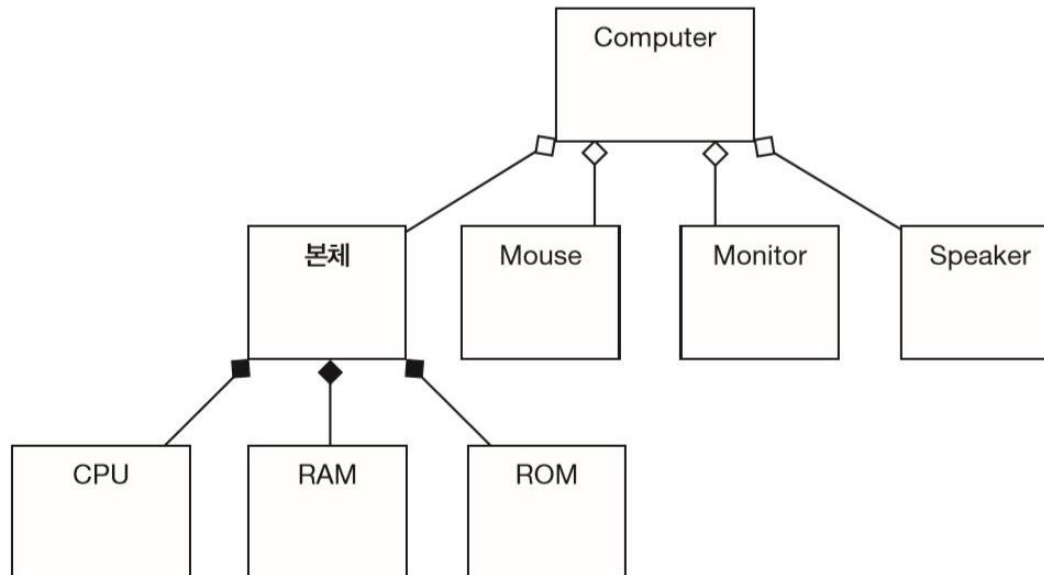 Computer
본체
Mouse
Monitor
Speaker
CPU
RAM
ROM